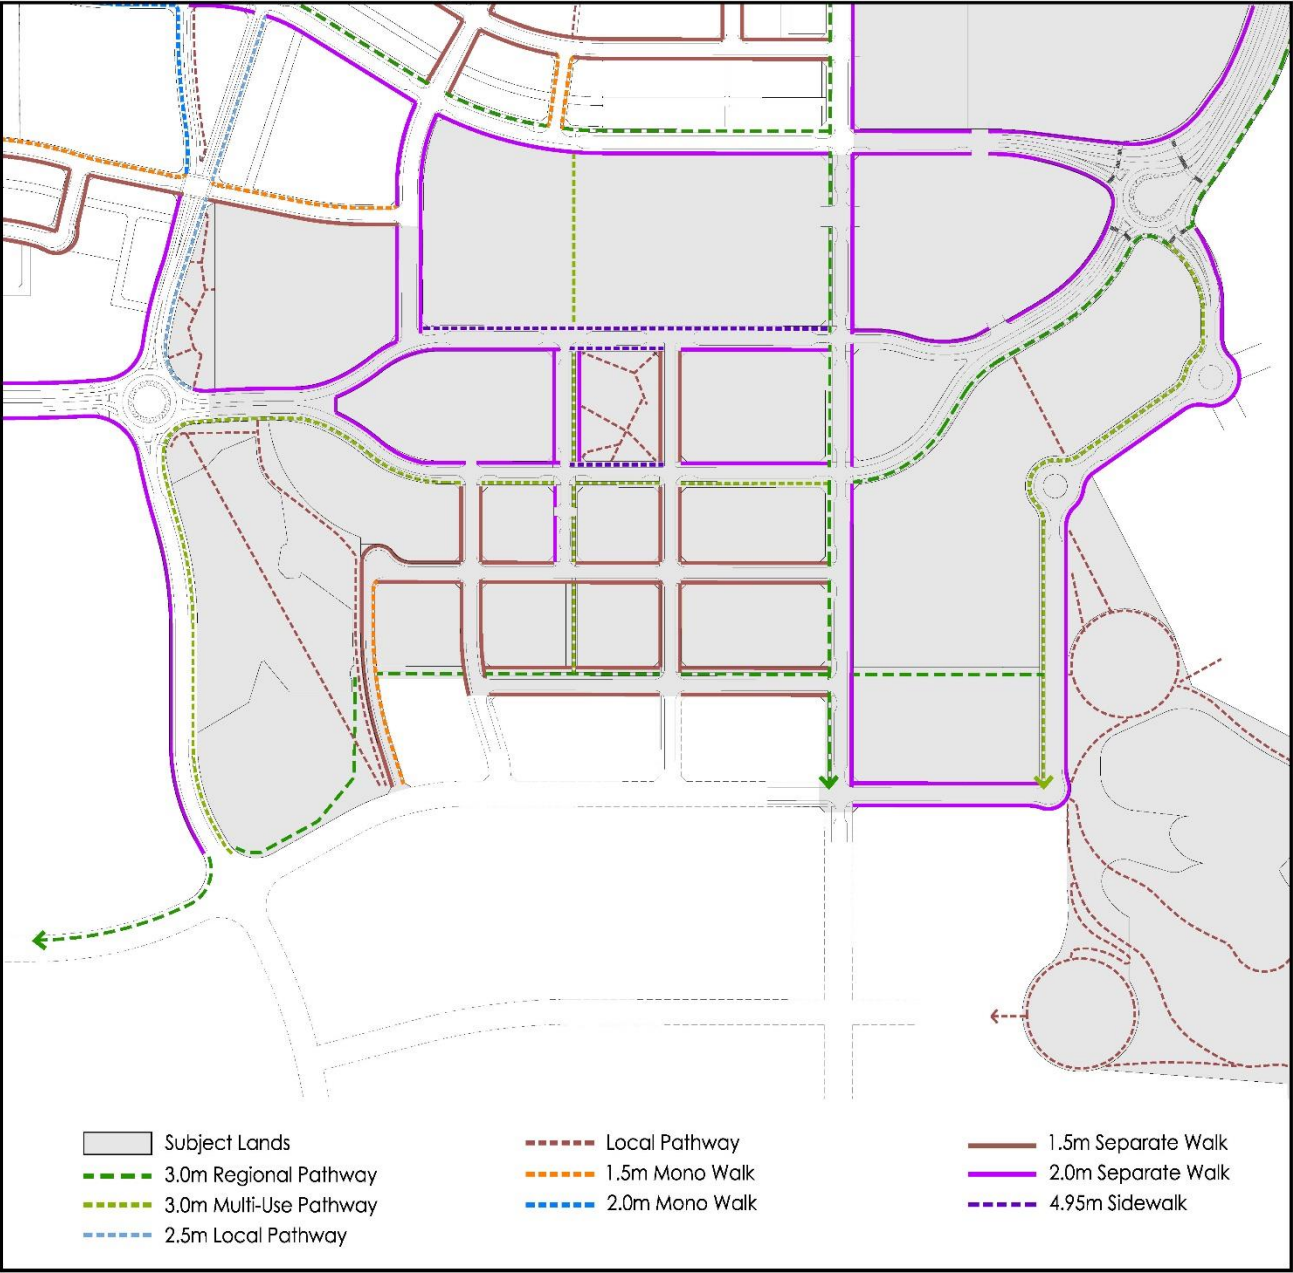 Subject Lands
3.0m Regional Pathway
3.0m Multi-Use Pathway
2.5m Local Pathway
Local Pathway
1.5m Mono Walk
2.0m Mono Walk
1.5m Separate Walk
2.0m Separate Walk
4.95m Sidewalk